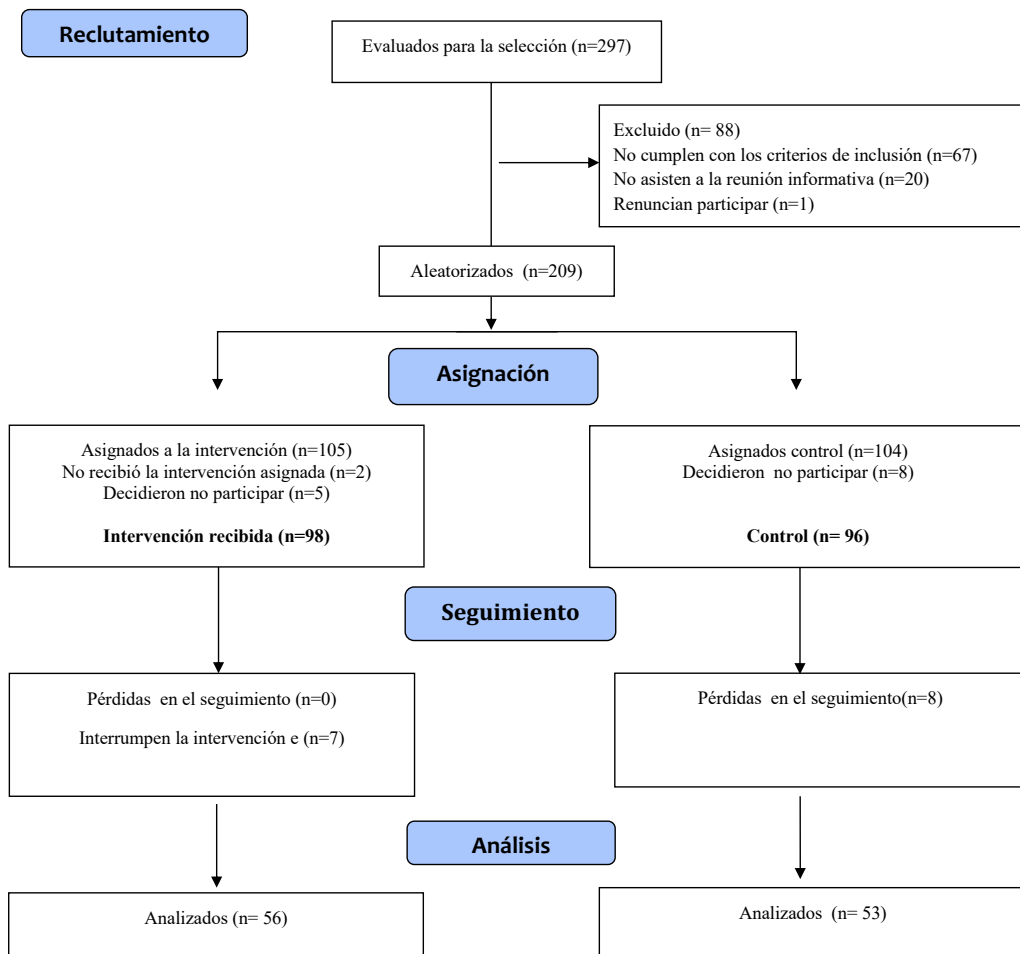 Reclutamiento
Evaluados para la selección (n=297)
Excluido (n= 88)
No cumplen con los criterios de inclusión (n=67)
No asisten a la reunión informativa (n=20)
Renuncian participar (n=1)
Aleatorizados (n=209)
Asignación
Asignados a la intervención (n=105)
No recibió la intervención asignada (n=2)
Decidieron no participar (n=5)
Intervención recibida (n=98)
Asignados control (n=104)
Decidieron no participar (n=8)
Control (n= 96)
Seguimiento
Pérdidas en el seguimiento (n=0)
Interrumpen la intervención e (n=7)
Pérdidas en el seguimiento(n=8)
Análisis
Analizados (n= 56)
Analizados (n= 53)